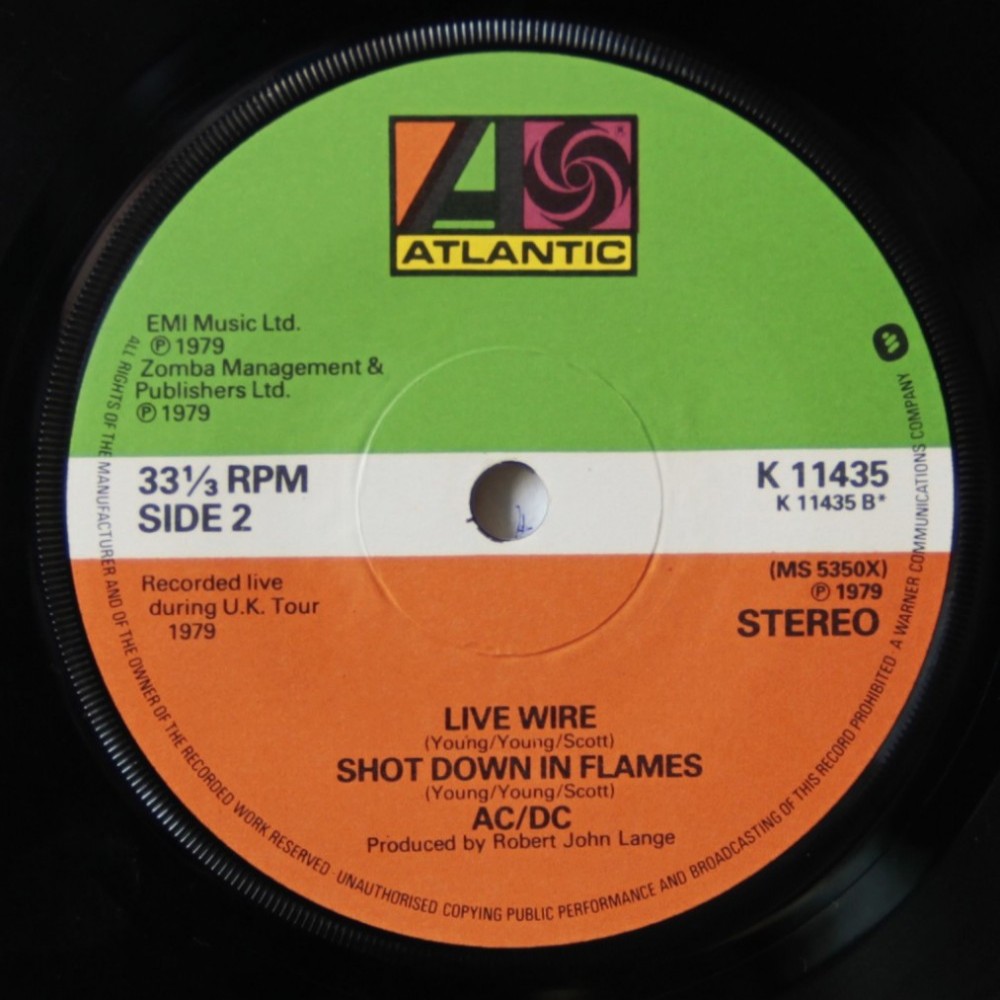 ATLANTIC
EMI Music Ltd.
℗ 1979
Zomba Management &
Publishers Ltd.
℗ 1979
33⅓ RPM
SIDE 2
K 11435
K 11435 B*
Recorded live
during U.K. Tour
1979
(MS 5350X)
℗ 1979
STEREO
LIVE WIRE
(Young/Young/Scott)
SHOT DOWN IN FLAMES
(Young/Young/Scott)
AC/DC
Produced by Robert John Lange
ALL RIGHTS OF THE MANUFACTURER AND OF THE OWNER OF THE RECORDED WORK RESERVED · UNAUTHORISED COPYING PUBLIC PERFORMANCE AND BROADCASTING OF THIS RECORD PROHIBITED · A WARNER COMMUNICATIONS COMPANY